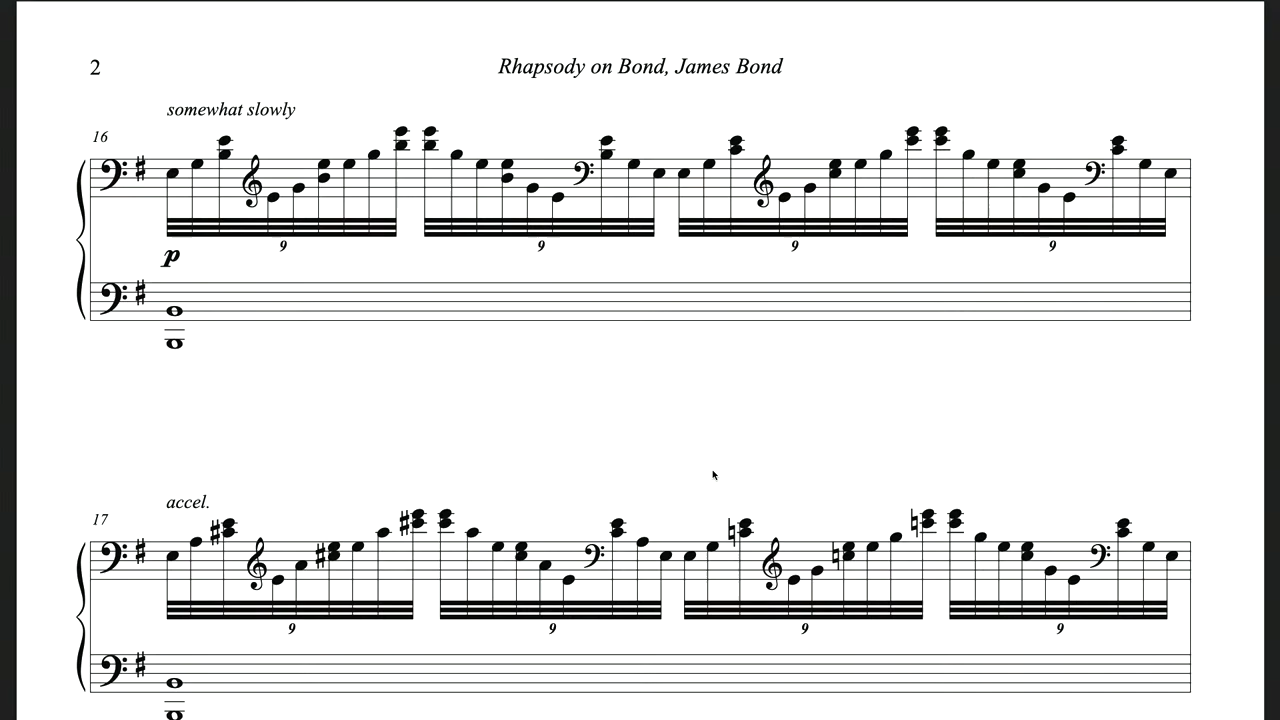 2
Rhapsody on Bond, James Bond
somewhat slowly
16
9 9 9 9
p
accel.
17
9 9 9 9